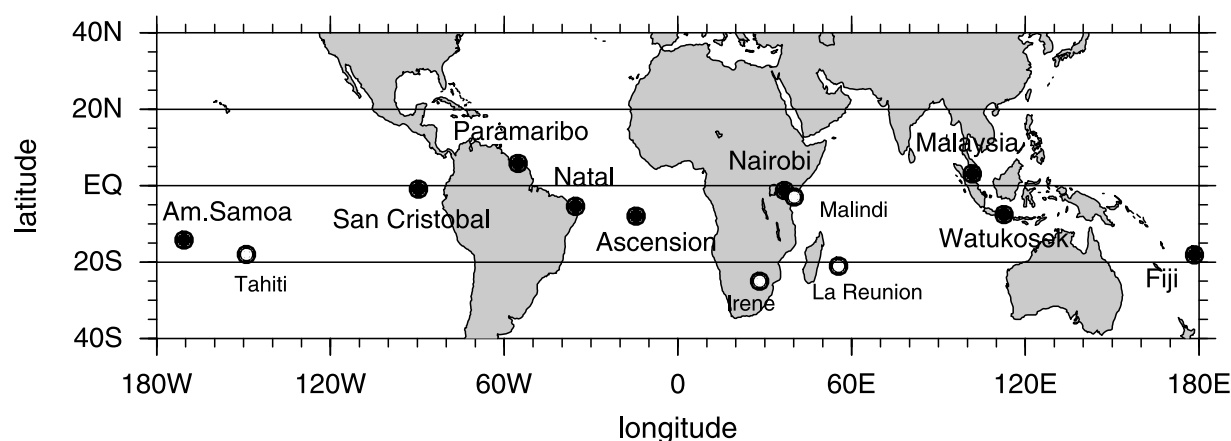 40N
20N
Paramaribo
Malaysia
Nairobi
EQ
Natal
Am.Samoa
San Cristobal
Malindi
Ascension
Watukosek
20S
Tahiti
Irene
La Reunion
Fiji
40S
180W 120W 60W 0 60E 120E 180E
latitude
longitude